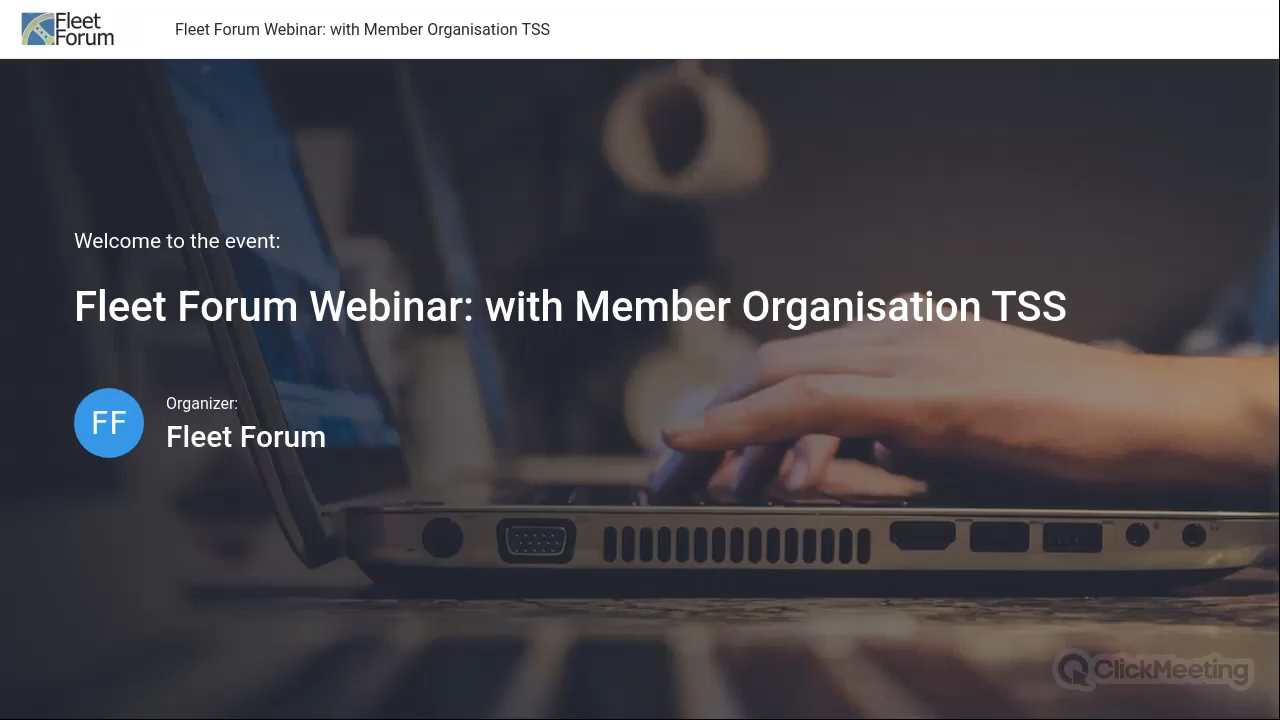 Fleet
Forum
Fleet Forum Webinar: with Member Organisation TSS
Welcome to the event:
Fleet Forum Webinar: with Member Organisation TSS
FF
Organizer:
Fleet Forum
ClickMeeting